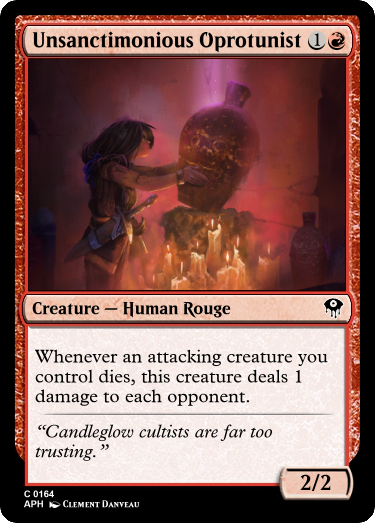 Unsanctimonious Oprotunist 1
Creature — Human Rouge
Whenever an attacking creature you
control dies, this creature deals 1
damage to each opponent.
“Candleglow cultists are far too
trusting.”
2/2
C 0164
APH Clement Danveau